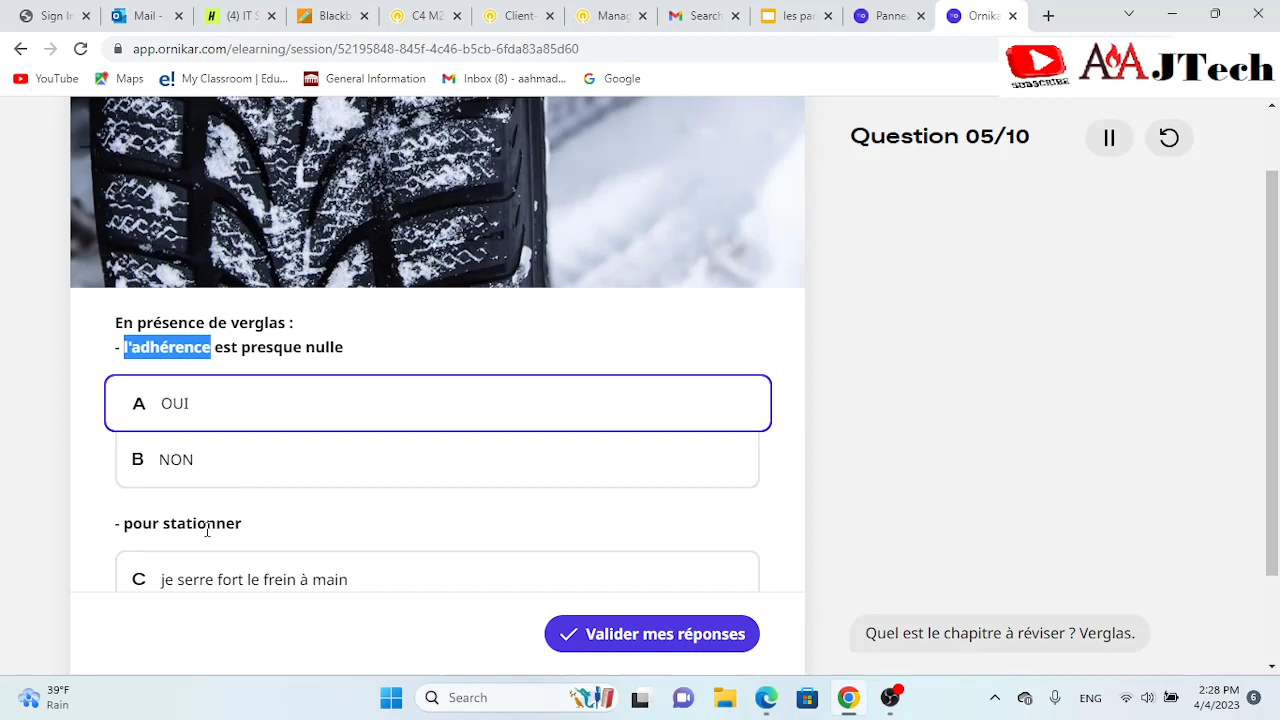 Sign in
Mail -
(4) IT
Blackb
C4 M2
Client-
Manag
Search
les pa
Panne
Ornika
app.ornikar.com/elearning/session/52195848-845f-4c46-b5cb-6fda83a85d60
YouTube
Maps
e! My Classroom | Edu...
General Information
Inbox (8) - aahmad...
Google
SUBSCRIBE
AAJTech
Question 05/10
En présence de verglas :
- l'adhérence est presque nulle
A OUI
B NON
- pour stationner
C je serre fort le frein à main
Valider mes réponses
Quel est le chapitre à réviser ? Verglas.
39°F
Rain
Search
ENG
2:28 PM
4/4/2023
6